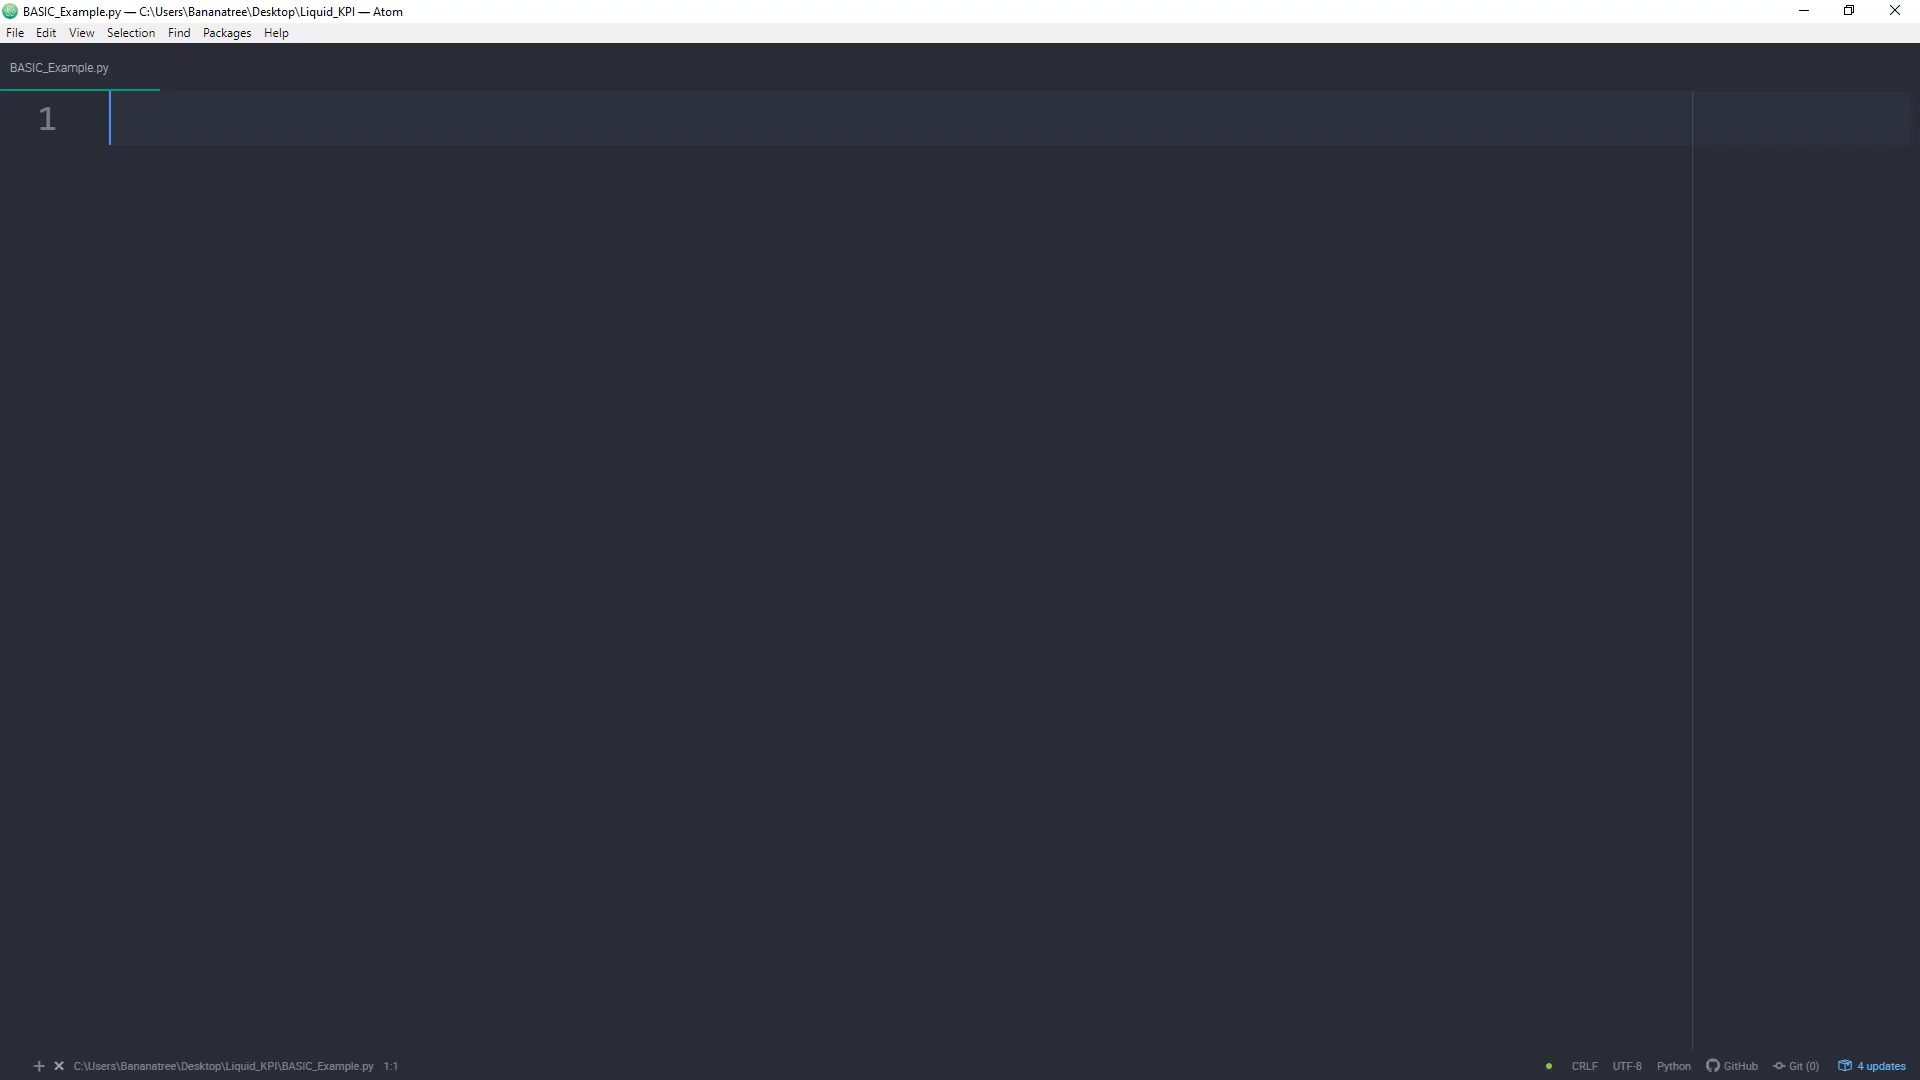 BASIC_Example.py — C:\Users\Bananatree\Desktop\Liquid_KPI — Atom
File Edit View Selection Find Packages Help
BASIC_Example.py
1
C:\Users\Bananatree\Desktop\Liquid_KPI\BASIC_Example.py 1:1 CRLF UTF-8 Python GitHub Git (0) 4 updates